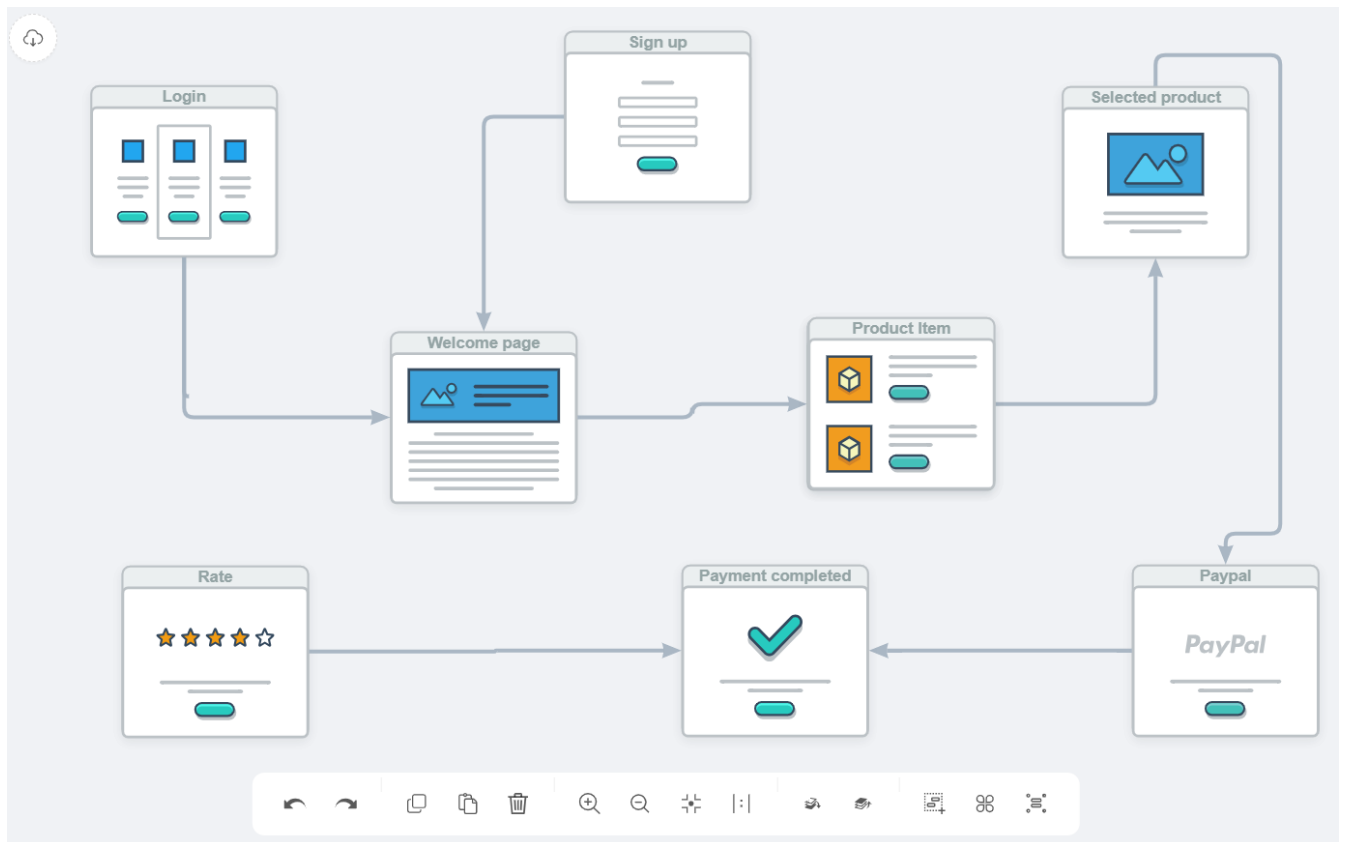 Sign up
Login
Selected product
Product Item
Welcome page
Rate
Payment completed
Paypal
PayPal